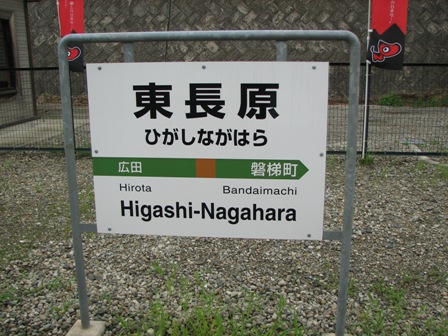 東長原
ひがしながはら
広田 磐梯町
Hirota Bandaimachi
Higashi-Nagahara